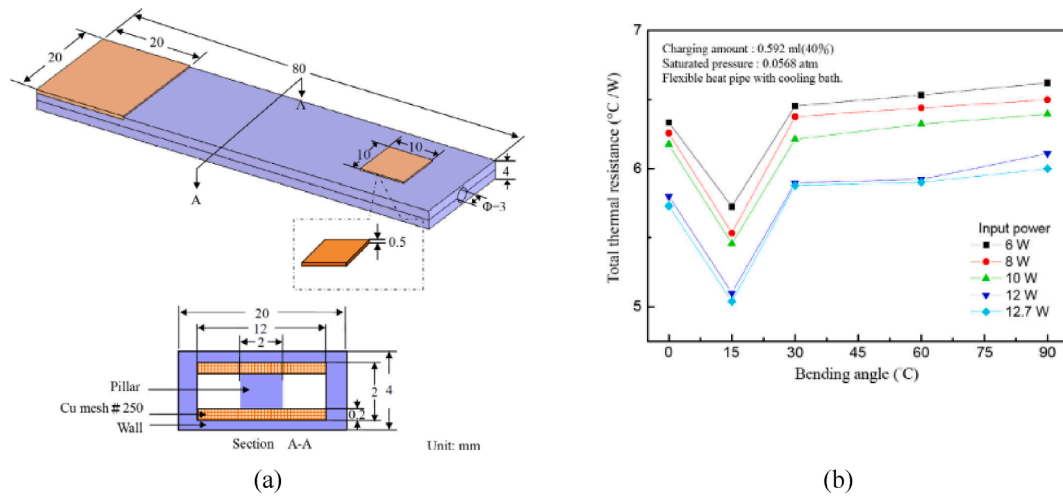 20
20
80
A
A
10
10
4
Φ=3
0.5
20
12
2
Pillar
Cu mesh # 250
Wall
2
4
0.2
Section A-A
Unit: mm
(a)
7
6
5
Total thermal resistance (°C /W)
Charging amount : 0.592 ml(40%)
Saturated pressure : 0.0568 atm
Flexible heat pipe with cooling bath.
Input power
6 W
8 W
10 W
12 W
12.7 W
0 15 30 45 60 75 90
Bending angle (°C)
(b)